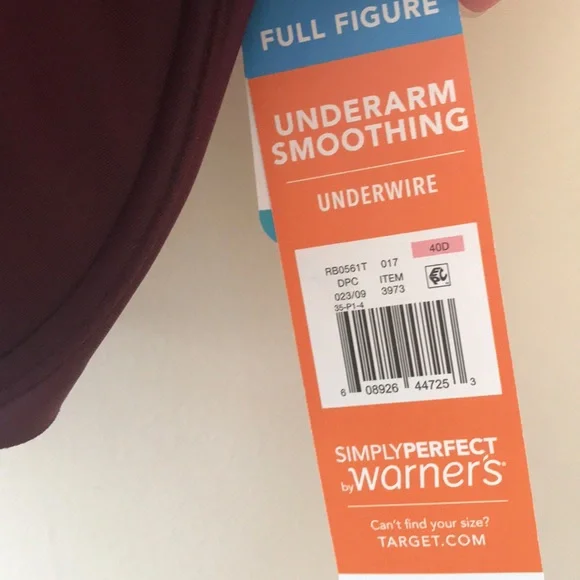 FULL FIGURE
UNDERARM
SMOOTHING
UNDERWIRE
RB0561T 017 40D
DPC ITEM
023/09 3973
35-P1-4
6 08926 44725 3
SIMPLYPERFECT
by warner's®
Can't find your size?
TARGET.COM